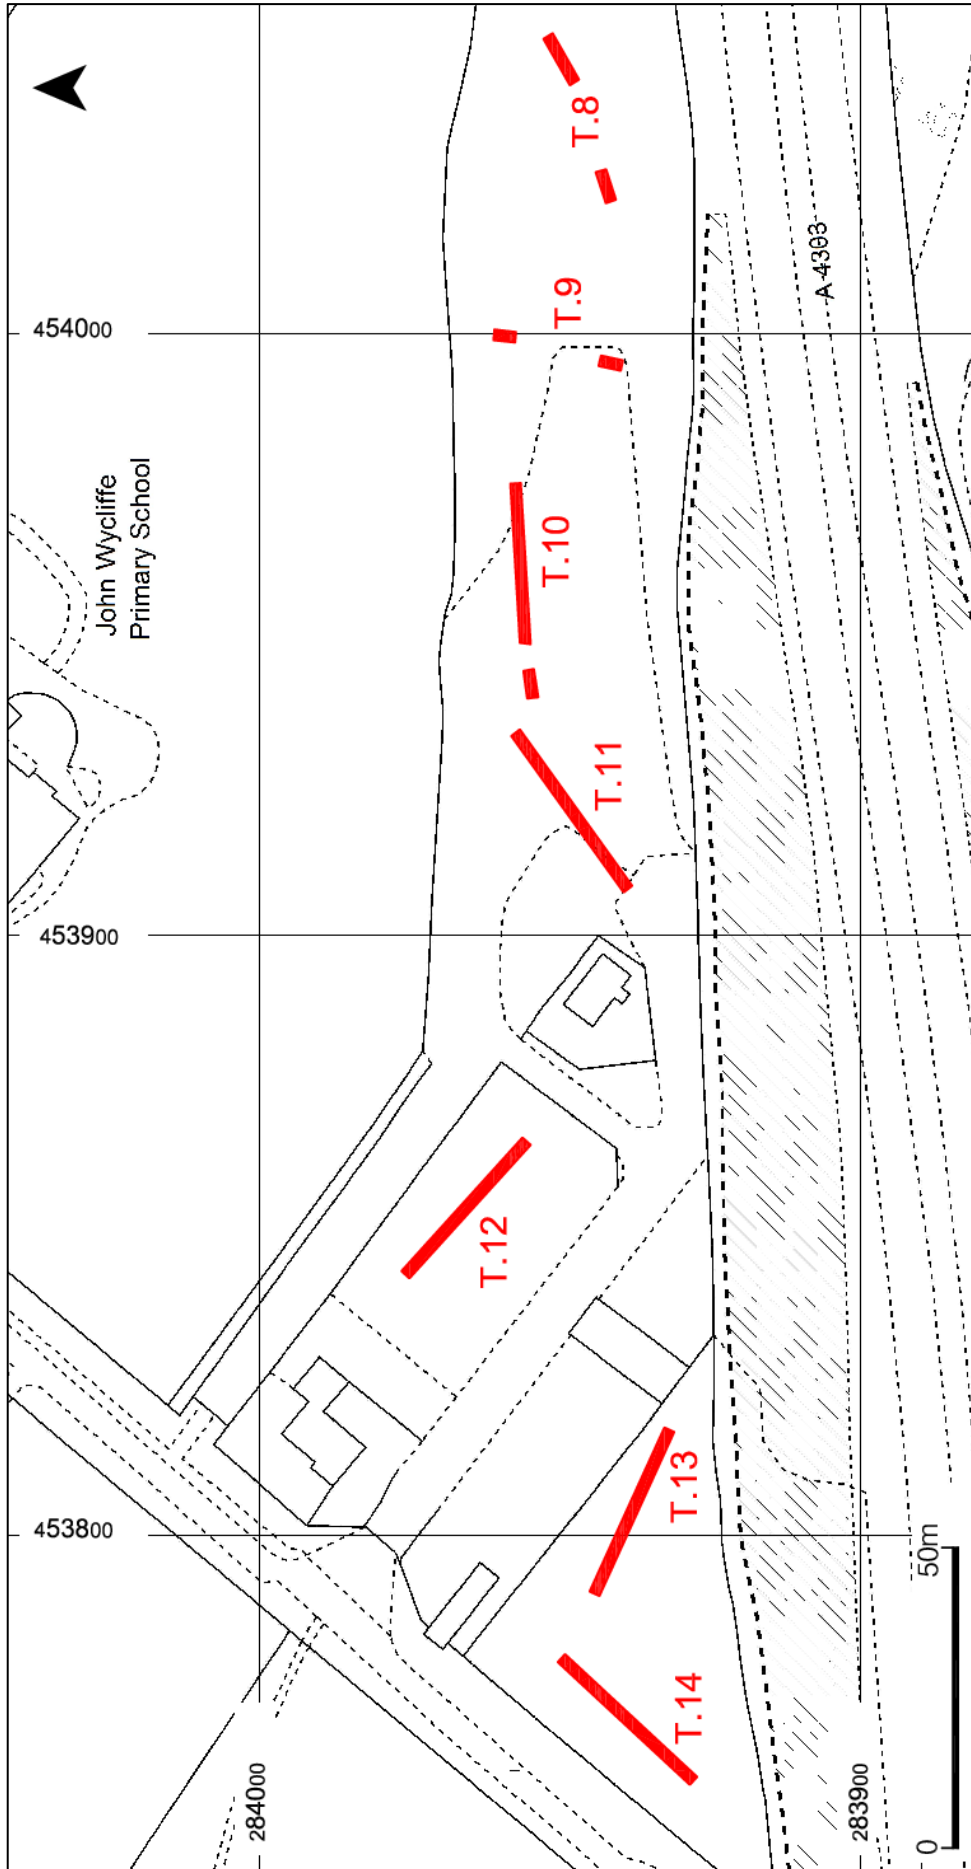 John Wycliffe
Primary School
454000
453900
453800
284000
283900
T.8
T.9
T.10
T.11
T.12
T.13
T.14
A 4303
0
50m